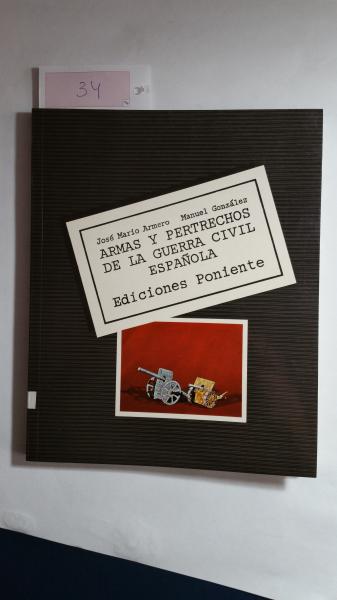 34
José Mario Armero Manuel González
ARMAS Y PERTRECHOS
DE LA GUERRA CIVIL
ESPAÑOLA
Ediciones Poniente